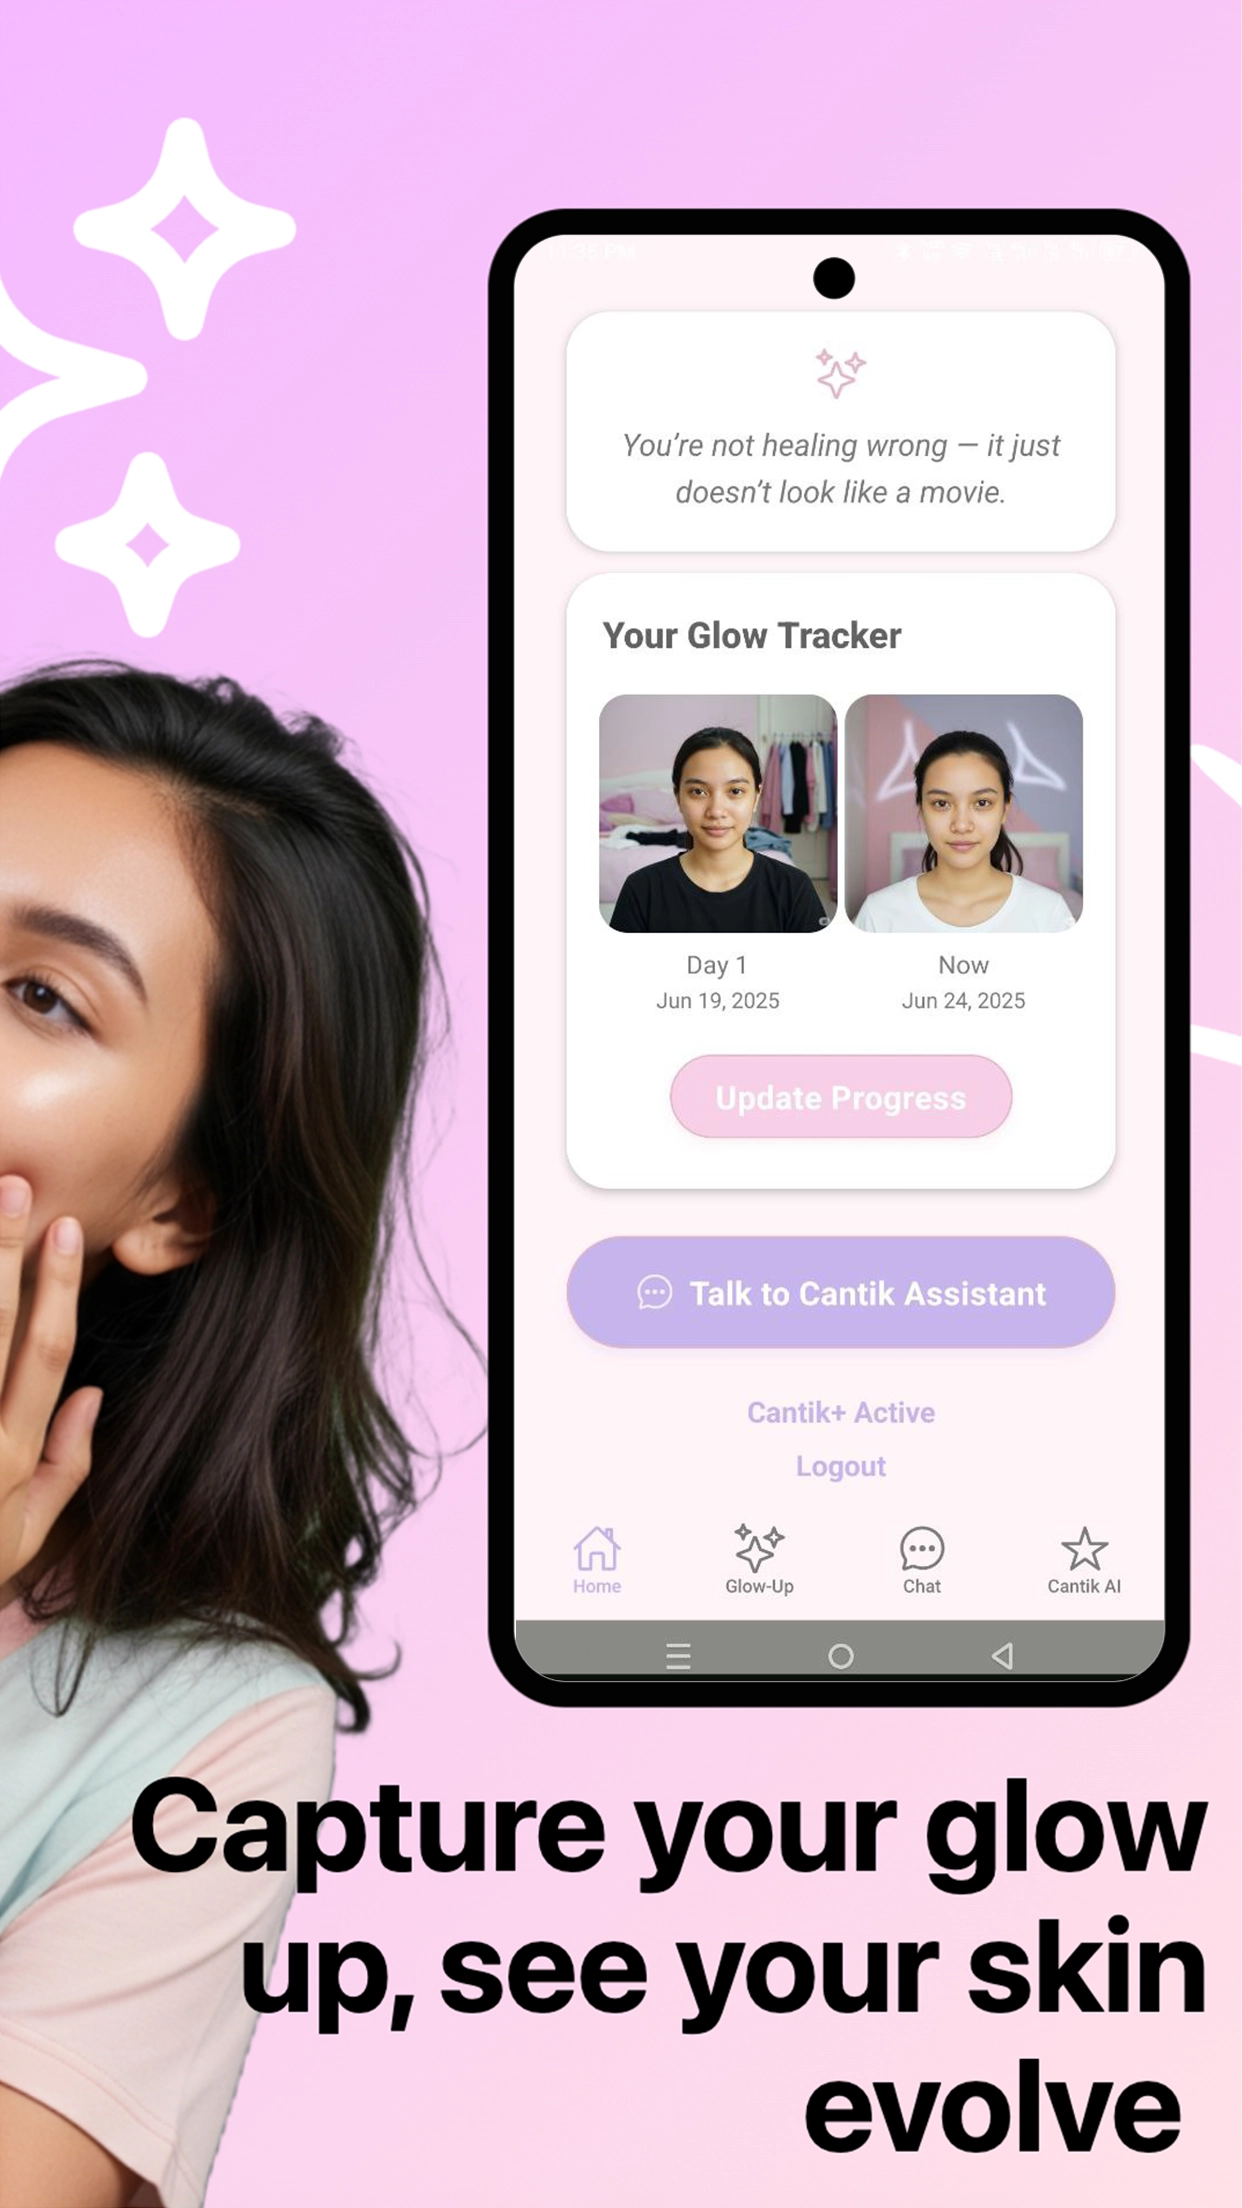 You're not healing wrong — it just
doesn't look like a movie.
Your Glow Tracker
Day 1
Now
Jun 19, 2025
Jun 24, 2025
Update Progress
Talk to Cantik Assistant
Cantik+ Active
Logout
Home
Glow-Up
Chat
Cantik AI
Capture your glow
up, see your skin
evolve